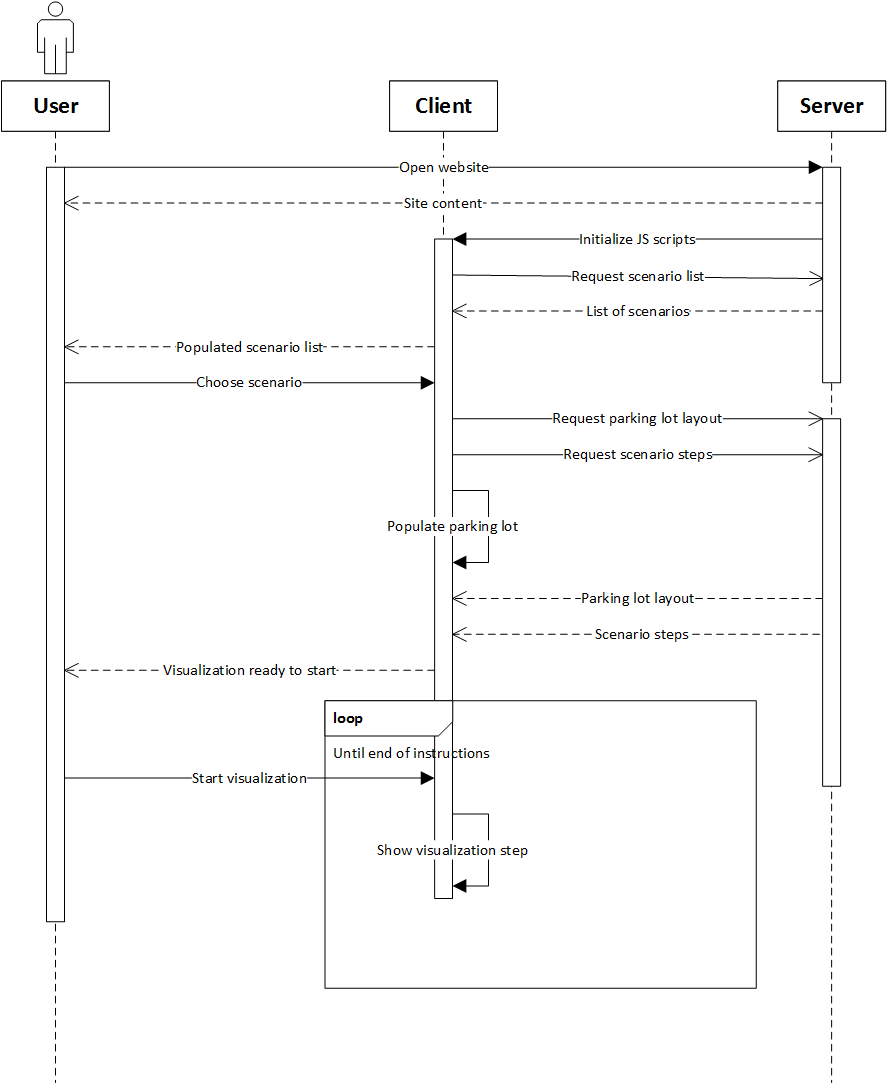 User
Client
Server
Open website
Site content
Initialize JS scripts
Request scenario list
List of scenarios
Populated scenario list
Choose scenario
Request parking lot layout
Request scenario steps
Populate parking lot
Parking lot layout
Scenario steps
Visualization ready to start
loop
Until end of instructions
Start visualization
Show visualization step